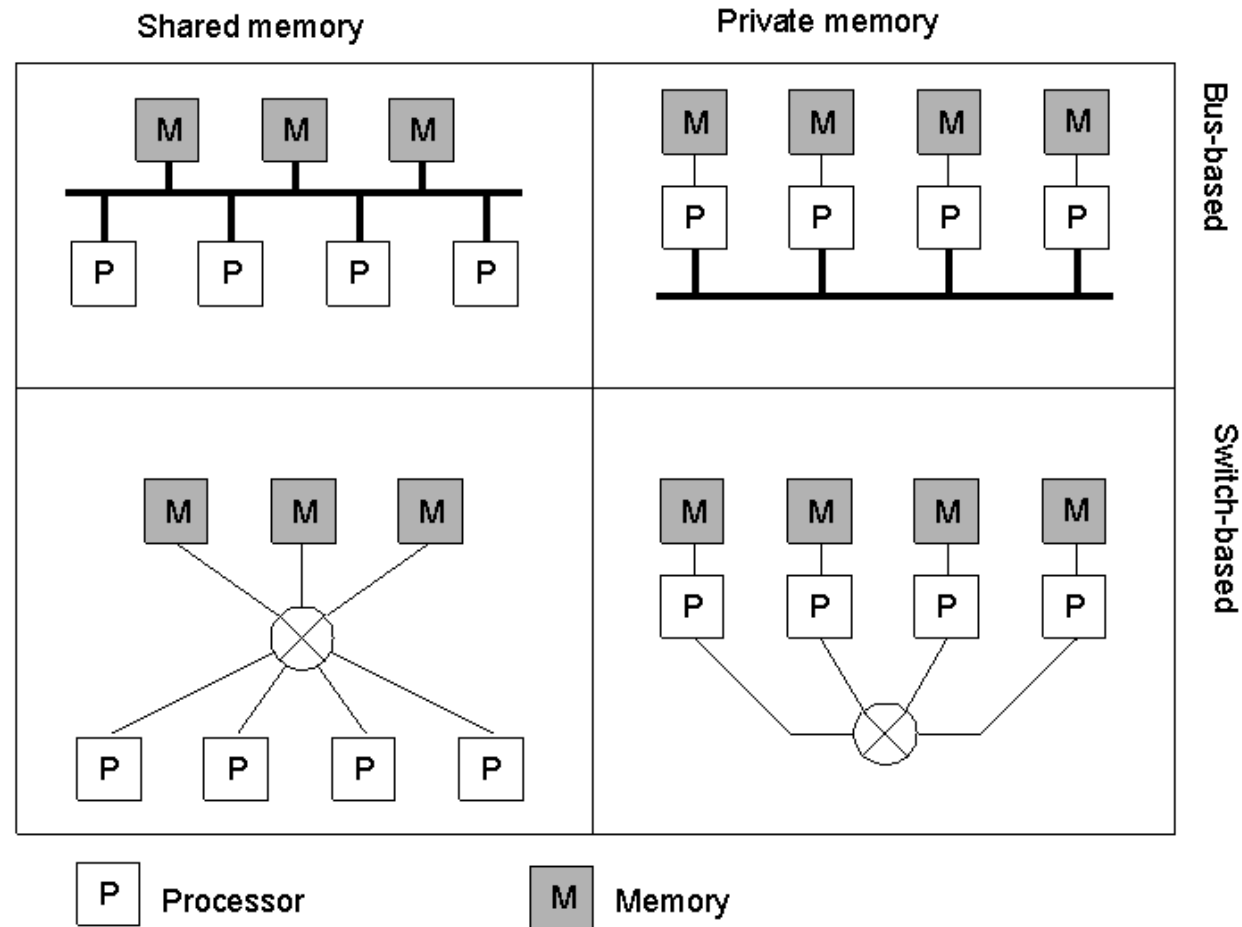 Shared memory
Private memory
Bus-based
M M M
P P P P
M M M M
P P P P
Switch-based
M M M
P P P P
M M M M
P P P P
P Processor
M Memory